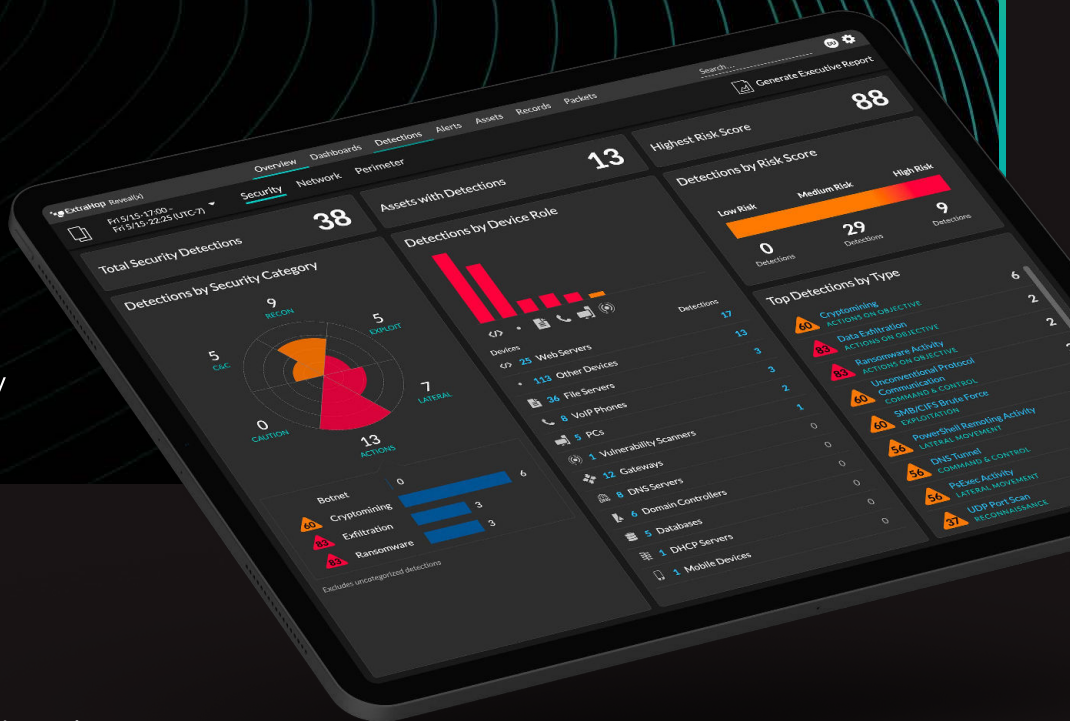 ExtraHop Reveal(x)
Overview Dashboards Detections Alerts Assets Records Packets
Search...
Fri 5/15-17:00 -
Fri 5/15-22:25 (UTC-7)
Security Network Perimeter
Generate Executive Report
Total Security Detections 38
Assets with Detections 13
Highest Risk Score 88
Detections by Security Category
9
RECON
5
EXPLOIT
7
LATERAL
13
ACTIONS
0
CAUTION
5
C&C
Botnet 0
60 Cryptomining 6
Exfiltration 3
83 Ransomware 3
Excludes uncategorized detections
Detections by Device Role
Devices Detections
25 Web Servers 17
113 Other Devices 13
36 File Servers 3
8 VoIP Phones 3
5 PCs 2
1 Vulnerability Scanners 1
12 Gateways 0
8 DNS Servers 0
6 Domain Controllers 0
5 Databases 0
1 DHCP Servers 0
1 Mobile Devices 0
Detections by Risk Score
Low Risk Medium Risk High Risk
0 29 9
Detections Detections Detections
Top Detections by Type
60 Cryptomining 6
ACTIONS ON OBJECTIVE
83 Data Exfiltration 2
ACTIONS ON OBJECTIVE
83 Ransomware Activity 2
ACTIONS ON OBJECTIVE
60 Unconventional Protocol
Communication
COMMAND & CONTROL
60 SMB/CIFS Brute Force
EXPLOITATION
56 PowerShell Remoting Activity
LATERAL MOVEMENT
56 DNS Tunnel
COMMAND & CONTROL
56 PsExec Activity
LATERAL MOVEMENT
37 UDP Port Scan
RECONNAISSANCE